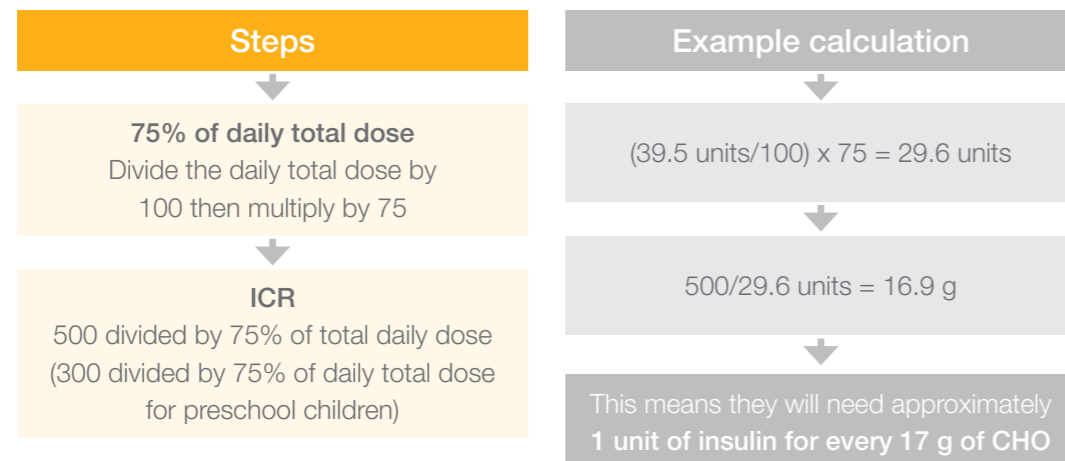 Steps
75% of daily total dose
Divide the daily total dose by
100 then multiply by 75
ICR
500 divided by 75% of total daily dose
(300 divided by 75% of daily total dose
for preschool children)
Example calculation
(39.5 units/100) x 75 = 29.6 units
500/29.6 units = 16.9 g
This means they will need approximately
1 unit of insulin for every 17 g of CHO